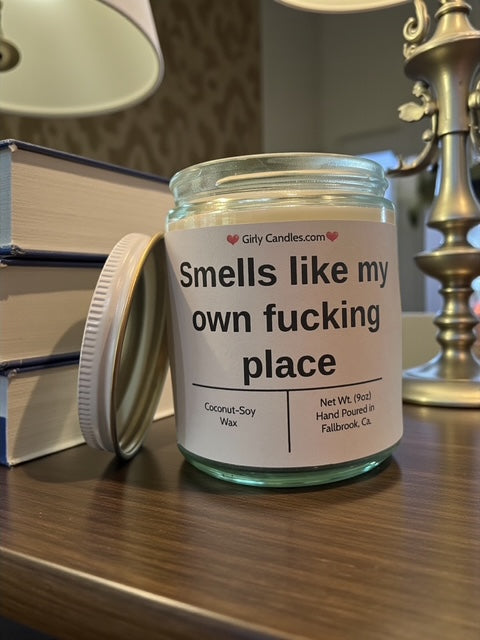 Girly Candles.com
Smells like my
own fucking
place
Coconut-Soy
Wax
Net Wt. (9oz)
Hand Poured in
Fallbrook, Ca.